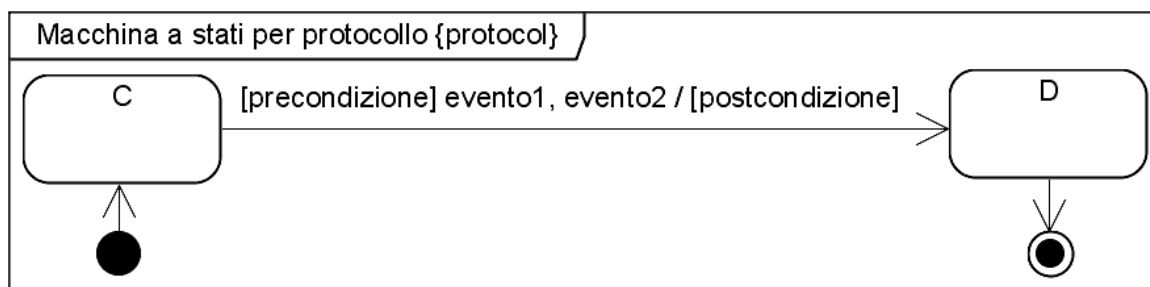 Macchina a stati per protocollo {protocol}
C
[precondizione] evento1, evento2 / [postcondizione]
D